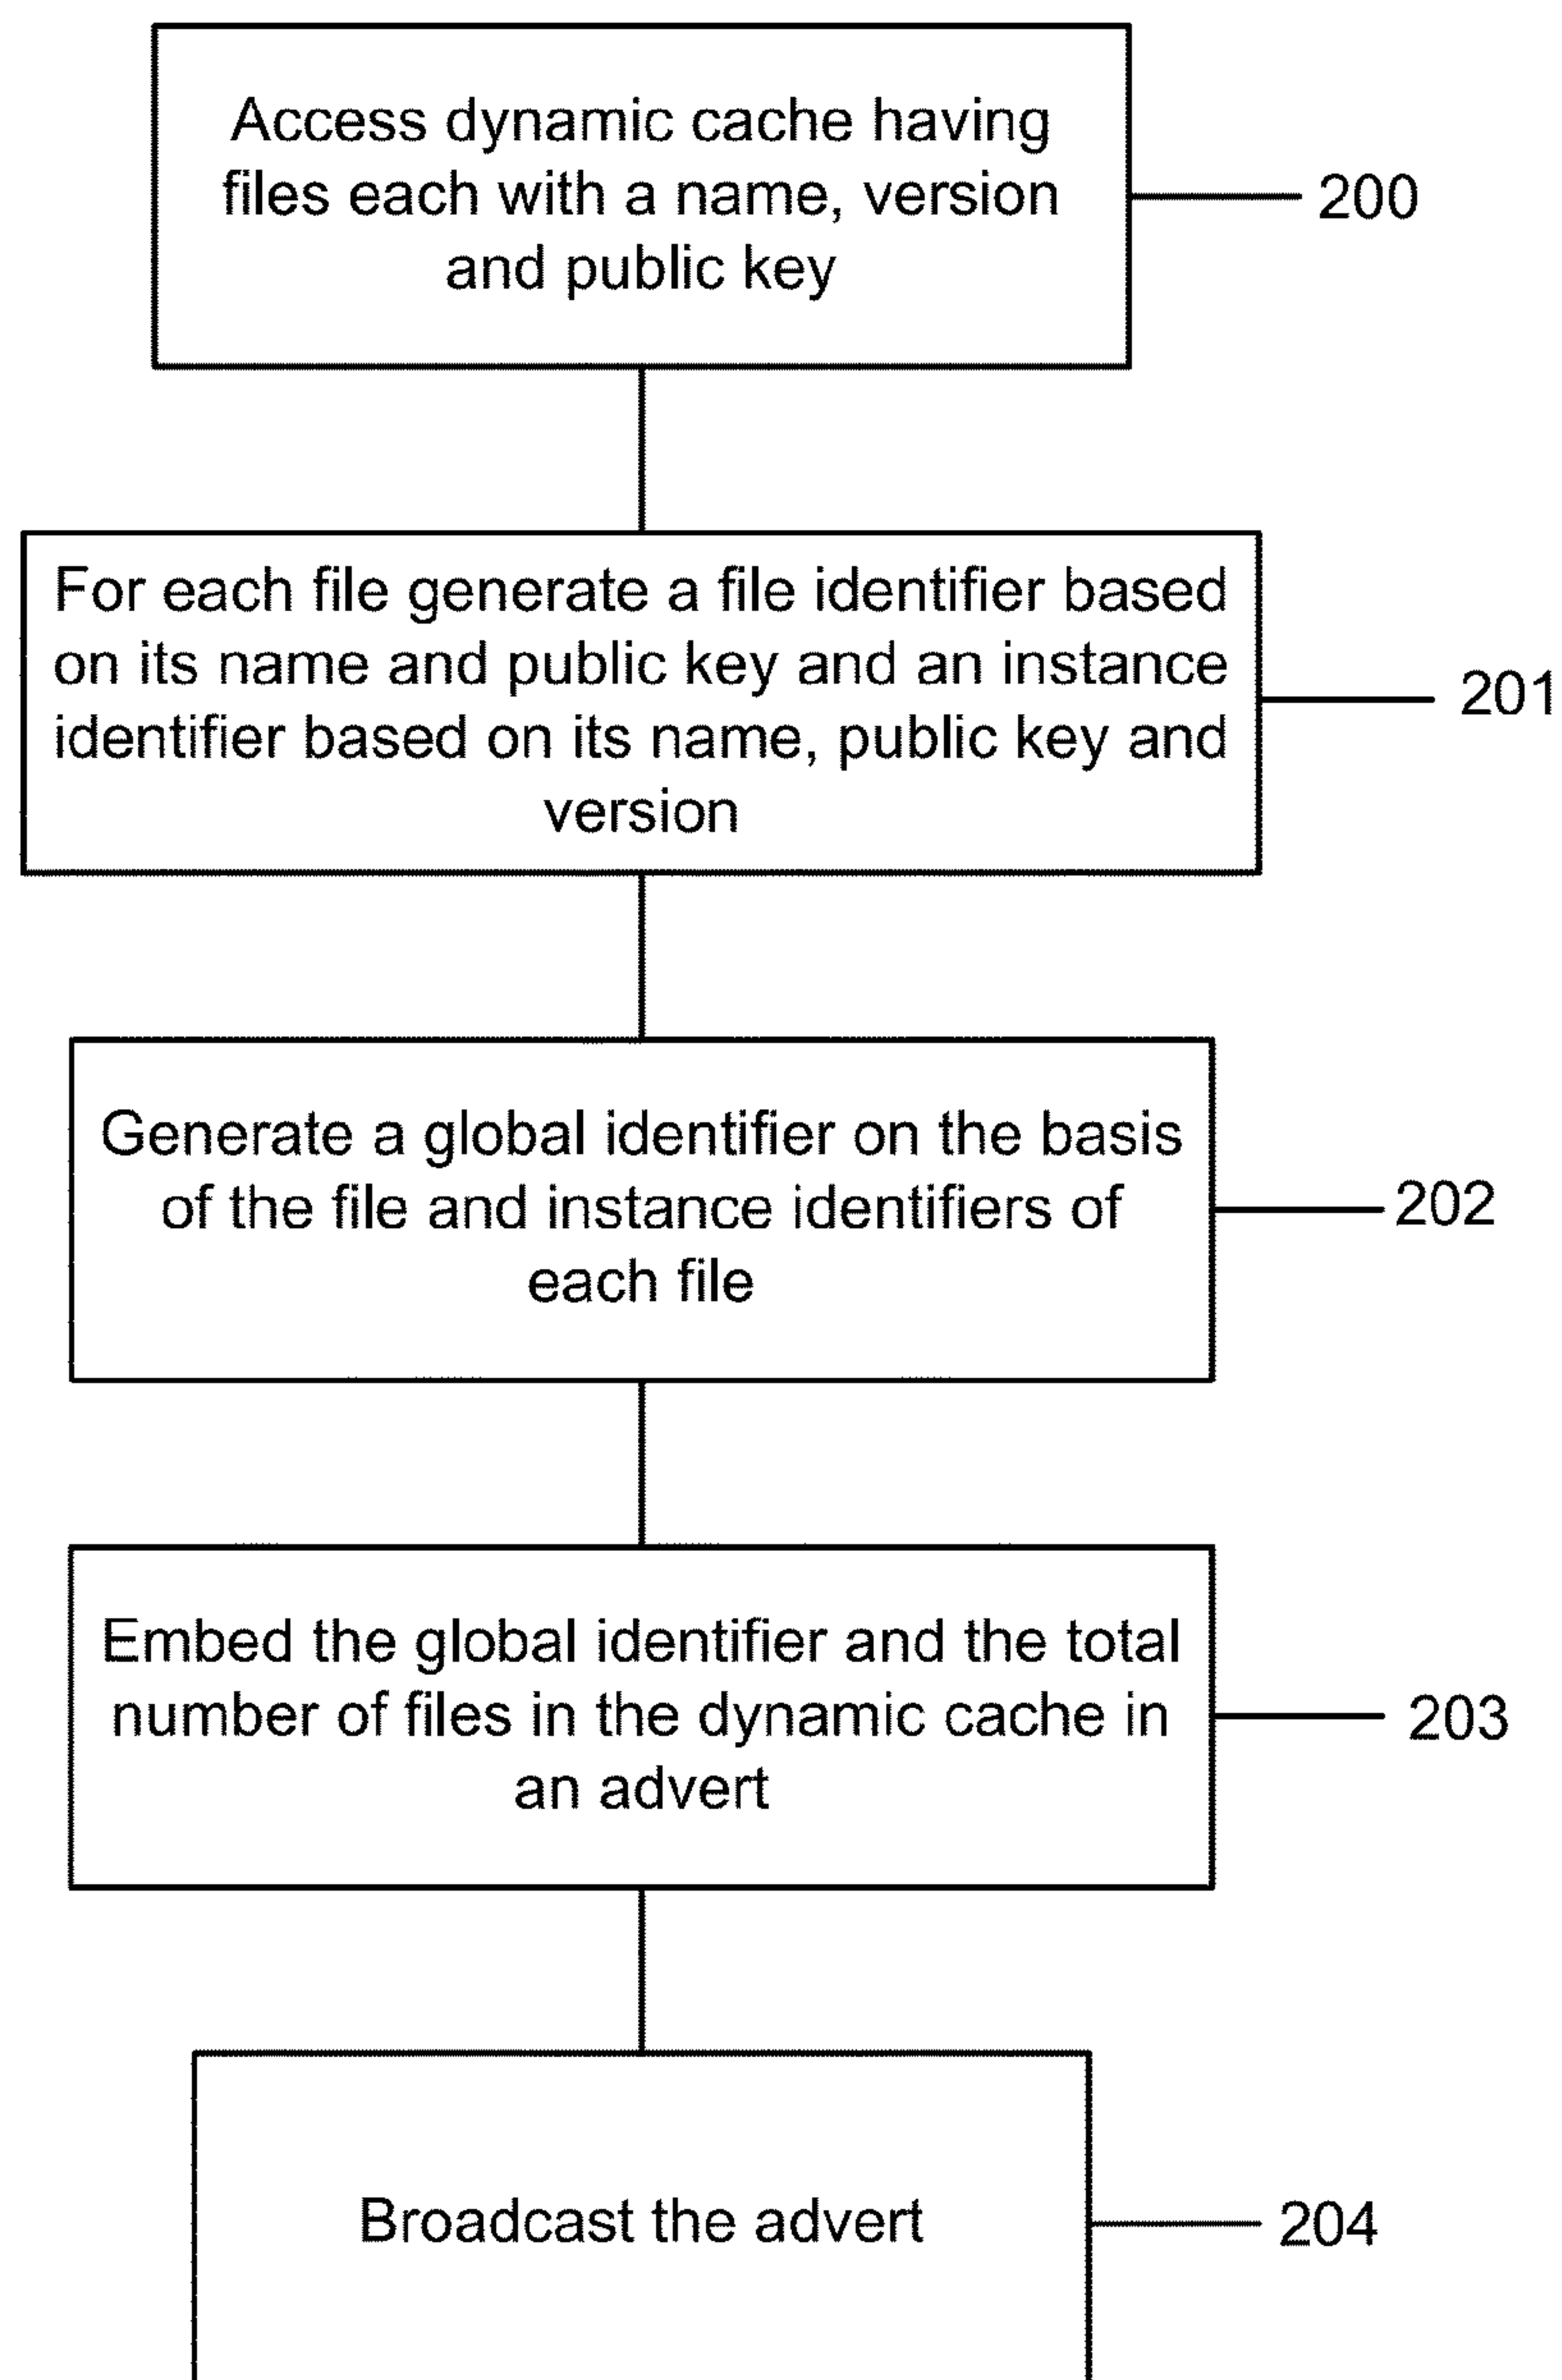 Access dynamic cache having
files each with a name, version
and public key
200
For each file generate a file identifier based
on its name and public key and an instance
identifier based on its name, public key and
version
201
Generate a global identifier on the basis
of the file and instance identifiers of
each file
202
Embed the global identifier and the total
number of files in the dynamic cache in
an advert
203
Broadcast the advert
204